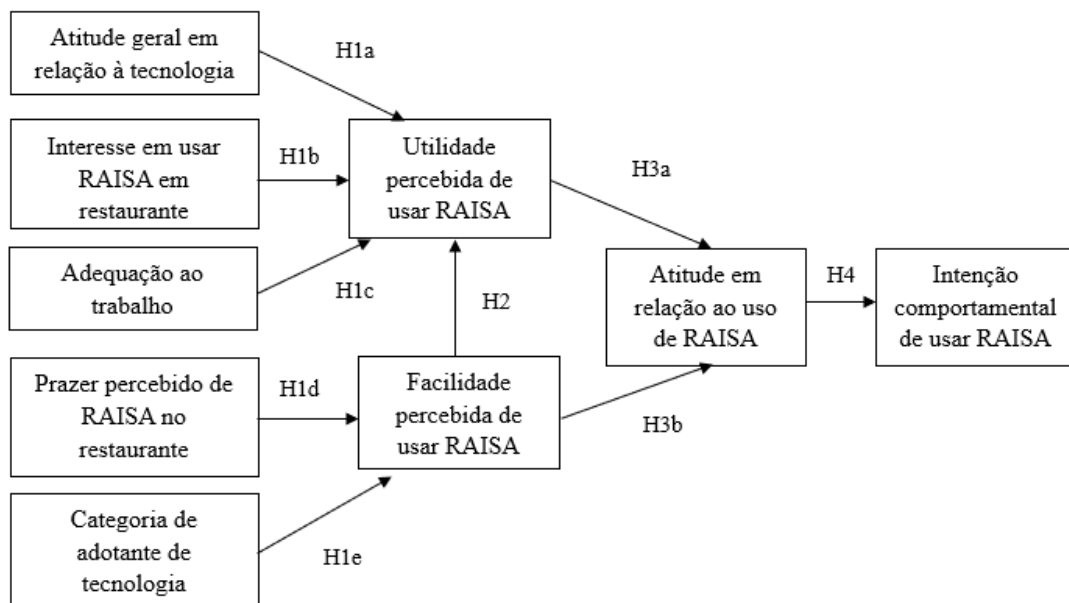 Atitude geral em
relação à tecnologia
H1a
Interesse em usar
RAISA em
restaurante
H1b
Adequação ao
trabalho
H1c
Utilidade
percebida de
usar RAISA
H2
H3a
Prazer percebido de
RAISA no
restaurante
H1d
Categoria de
adotante de
tecnologia
H1e
Facilidade
percebida de
usar RAISA
H3b
Atitude em
relação ao uso
de RAISA
H4
Intenção
comportamental
de usar RAISA